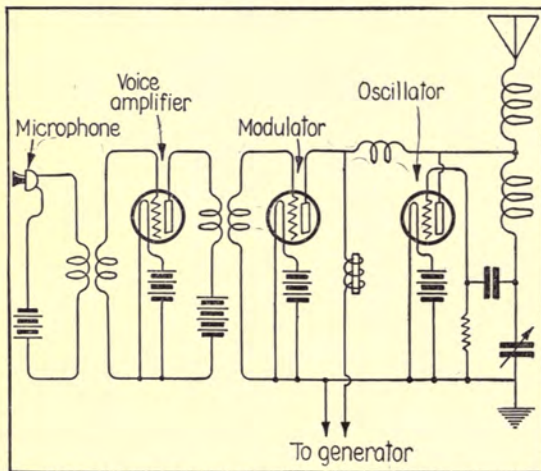 Voice
amplifier
Microphone
Modulator
Oscillator
To generator